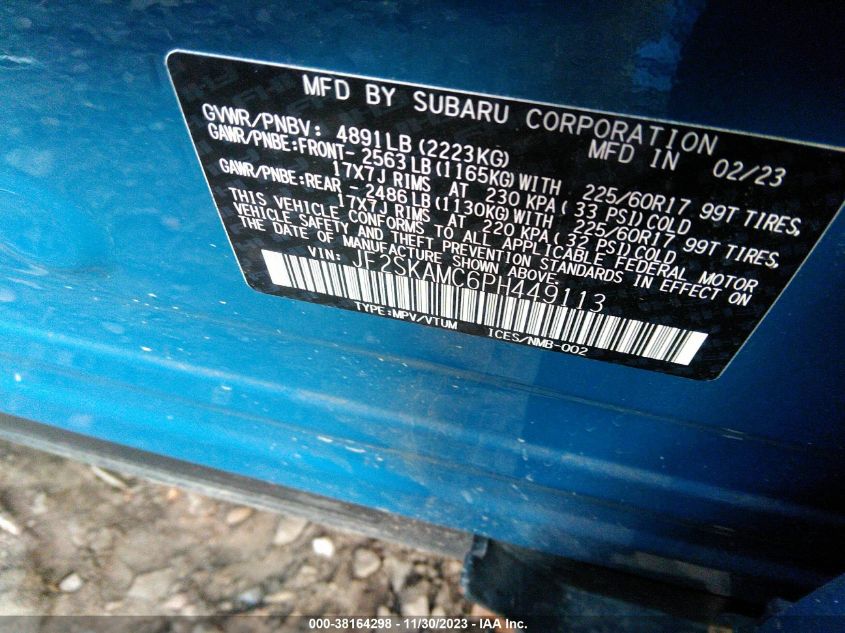 MFD BY SUBARU CORPORATION
GVWR/PNBV: 4891LB(2223KG) MFD IN 02/23
GAWR/PNBE:FRONT-2563LB(1165KG)WITH 225/60R17 99T TIRES,
17X7J RIMS AT 230 KPA( 33 PSI)COLD
GAWR/PNBE:REAR -2486LB(1130KG)WITH 225/60R17 99T TIRES,
17X7J RIMS AT 220 KPA( 32 PSI)COLD
THIS VEHICLE CONFORMS TO ALL APPLICABLE FEDERAL MOTOR
VEHICLE SAFETY AND THEFT PREVENTION STANDARDS IN EFFECT ON
THE DATE OF MANUFACTURE SHOWN ABOVE.
VIN: JF2SKAMC6PH449113
TYPE:MPV/VTUM ICES/NMB-002
000-38164298 - 11/30/2023 - IAA Inc.